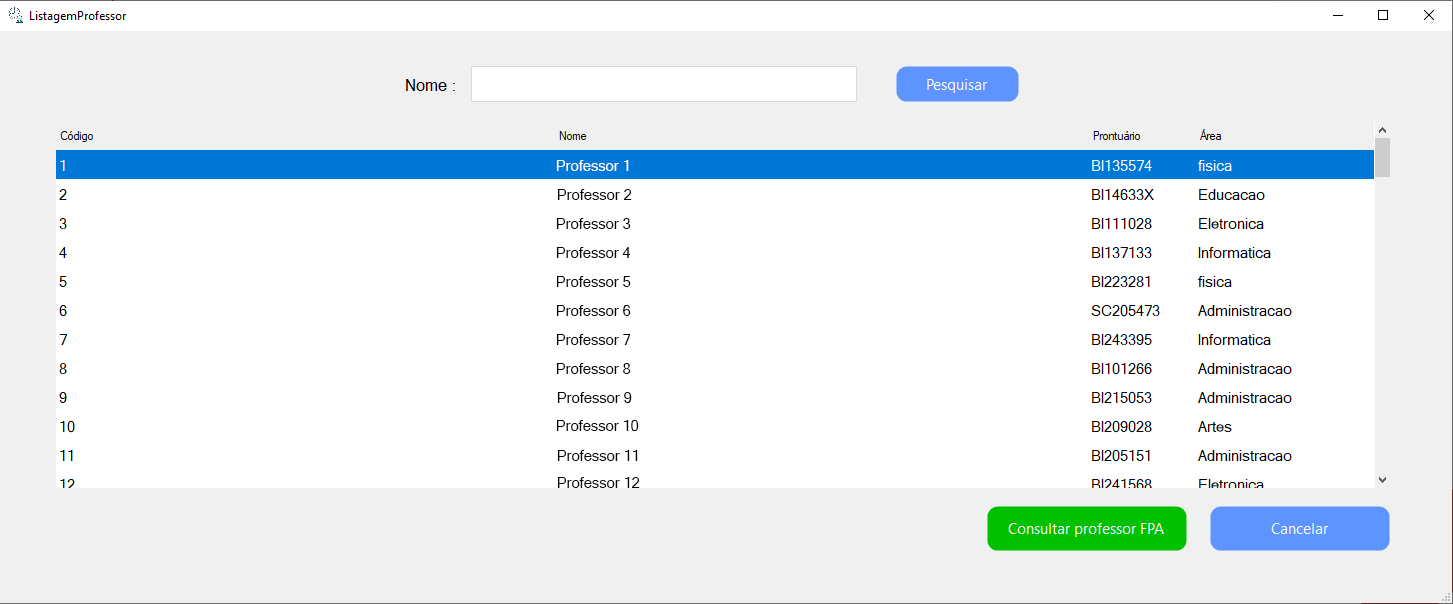 ListagemProfessor
Nome : Pesquisar
Código Nome Prontuário Área
1 Professor 1 BI135574 fisica
2 Professor 2 BI14633X Educacao
3 Professor 3 BI111028 Eletronica
4 Professor 4 BI137133 Informatica
5 Professor 5 BI223281 fisica
6 Professor 6 SC205473 Administracao
7 Professor 7 BI243395 Informatica
8 Professor 8 BI101266 Administracao
9 Professor 9 BI215053 Administracao
10 Professor 10 BI209028 Artes
11 Professor 11 BI205151 Administracao
12 Professor 12 BI241568 Eletronica
Consultar professor FPA Cancelar